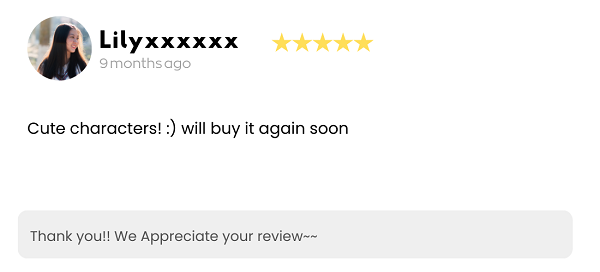 Lilyxxxxxx
9 months ago
Cute characters! :) will buy it again soon
Thank you!! We Appreciate your review~~